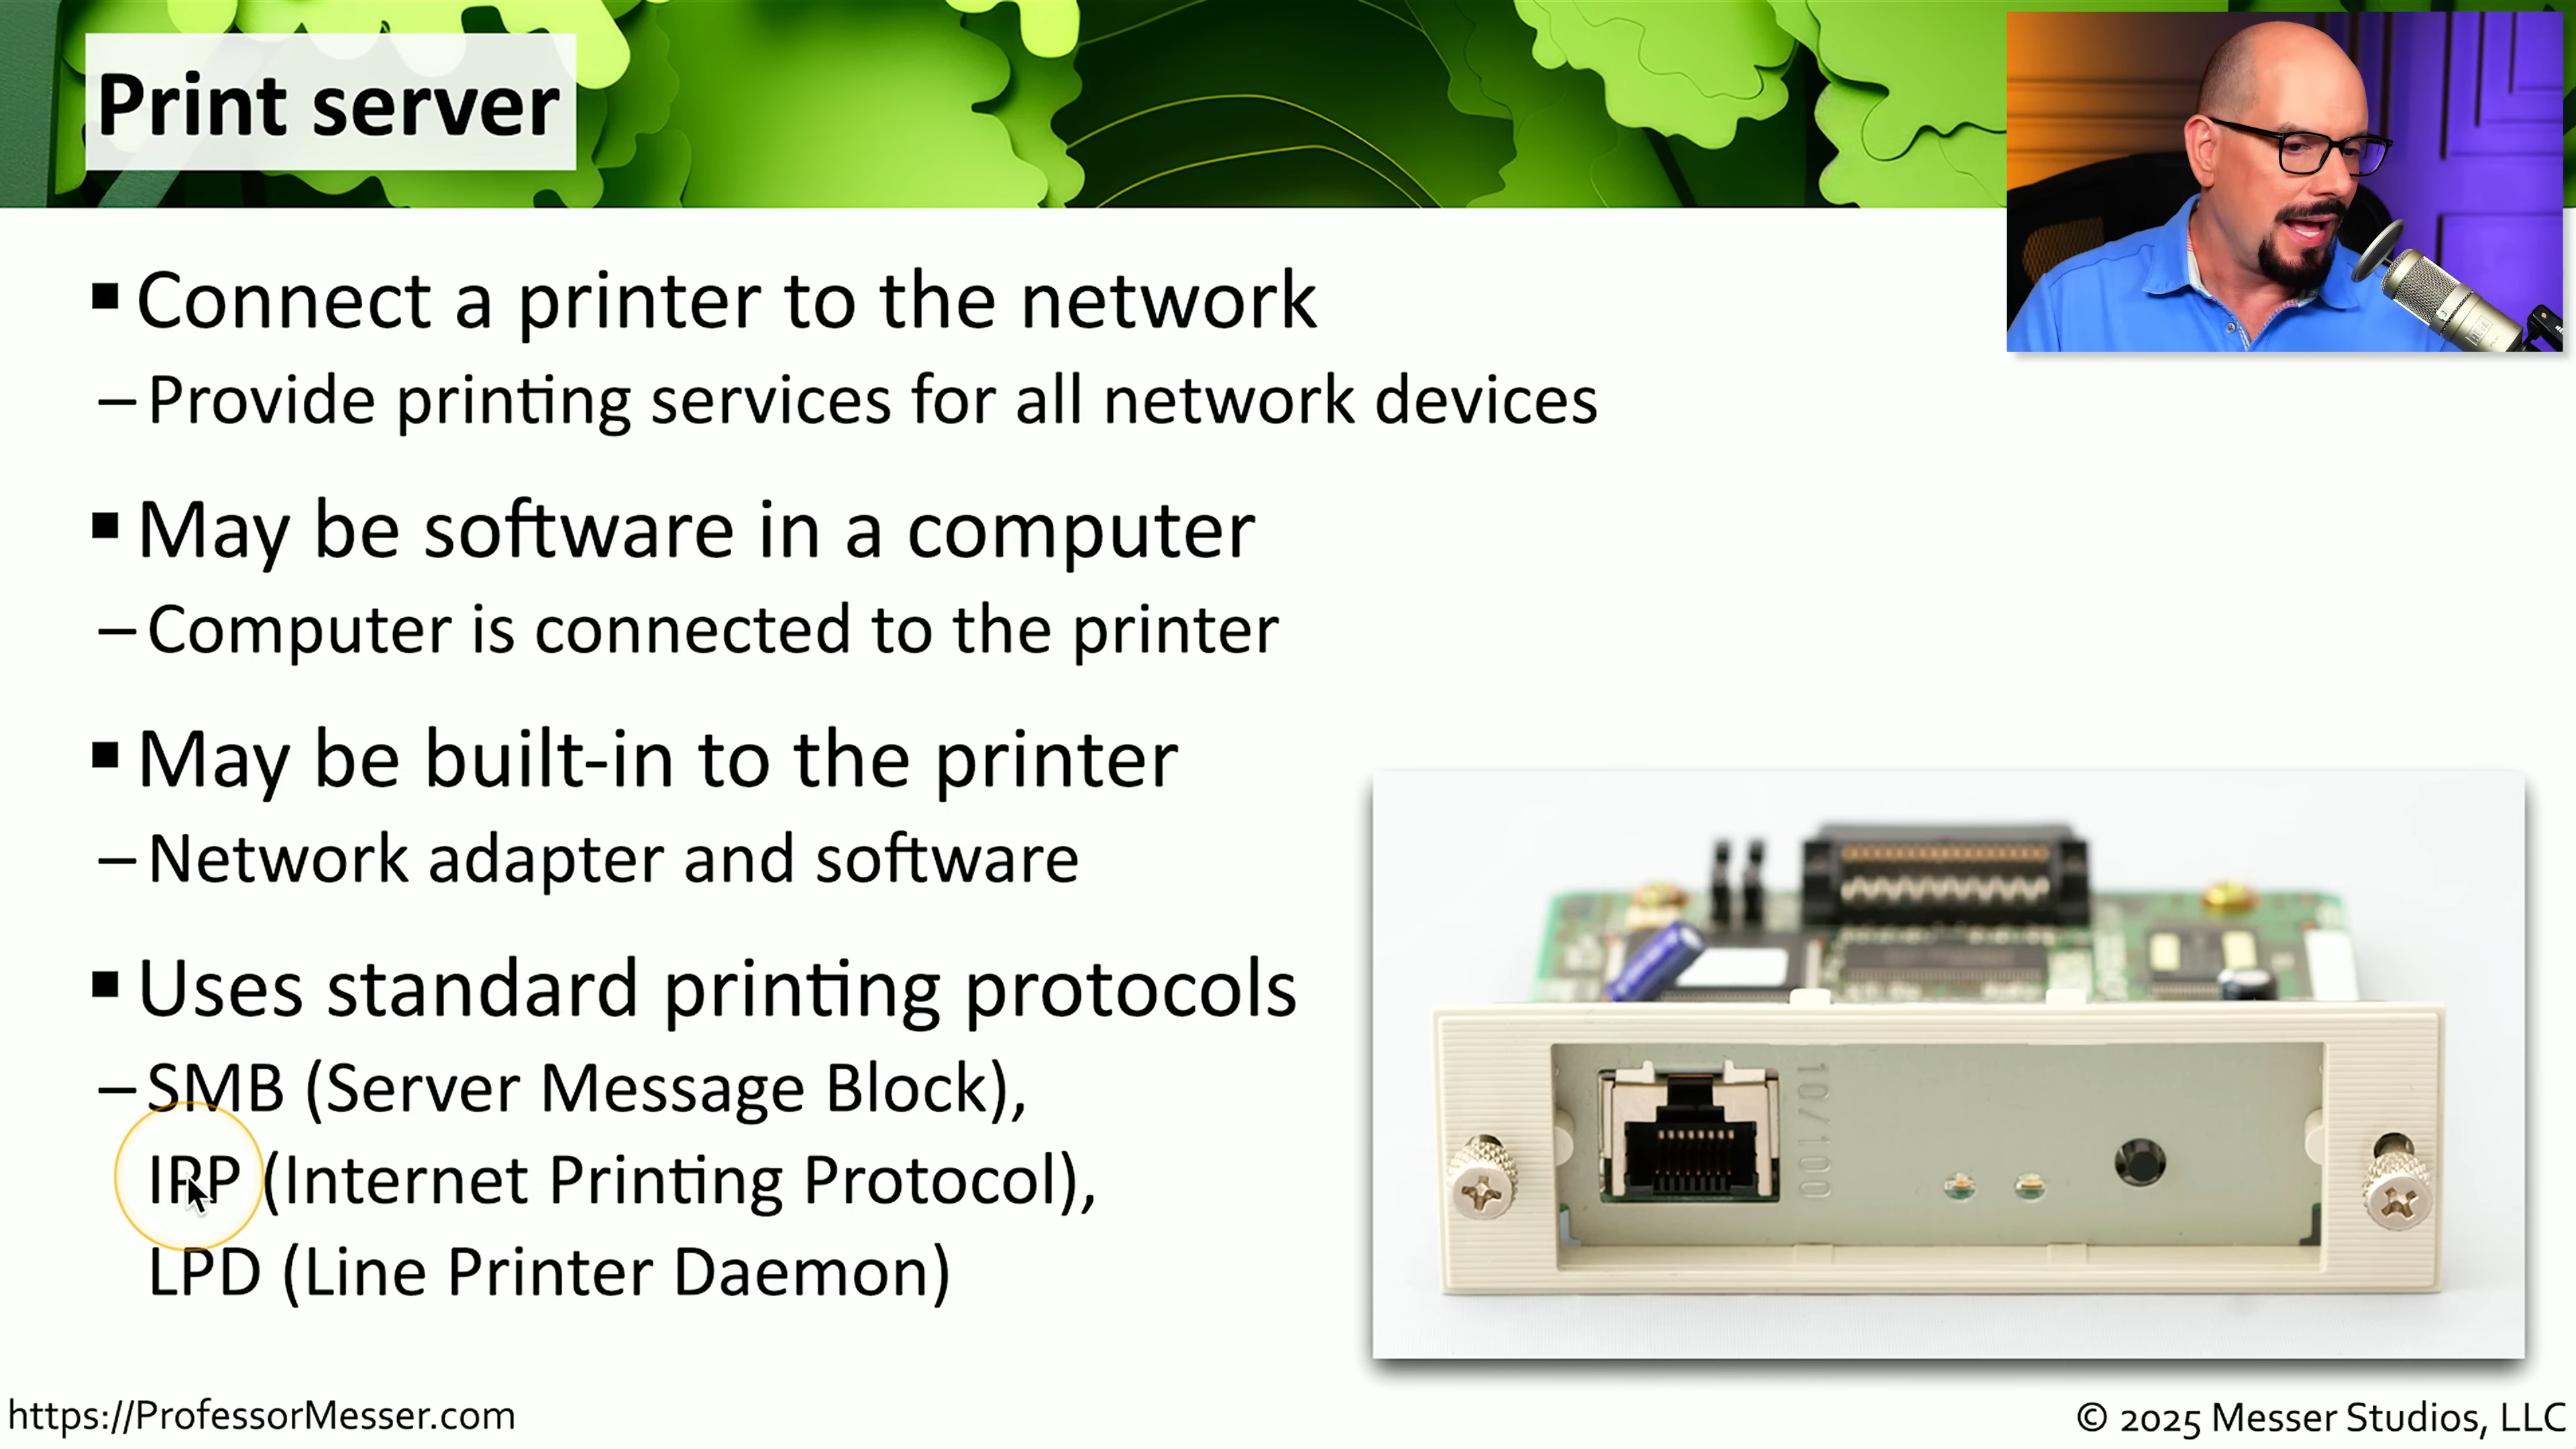 Print server
▪ Connect a printer to the network
– Provide printing services for all network devices
▪ May be software in a computer
– Computer is connected to the printer
▪ May be built-in to the printer
– Network adapter and software
▪ Uses standard printing protocols
– SMB (Server Message Block),
IPP (Internet Printing Protocol),
LPD (Line Printer Daemon)
10/100
https://ProfessorMesser.com
© 2025 Messer Studios, LLC